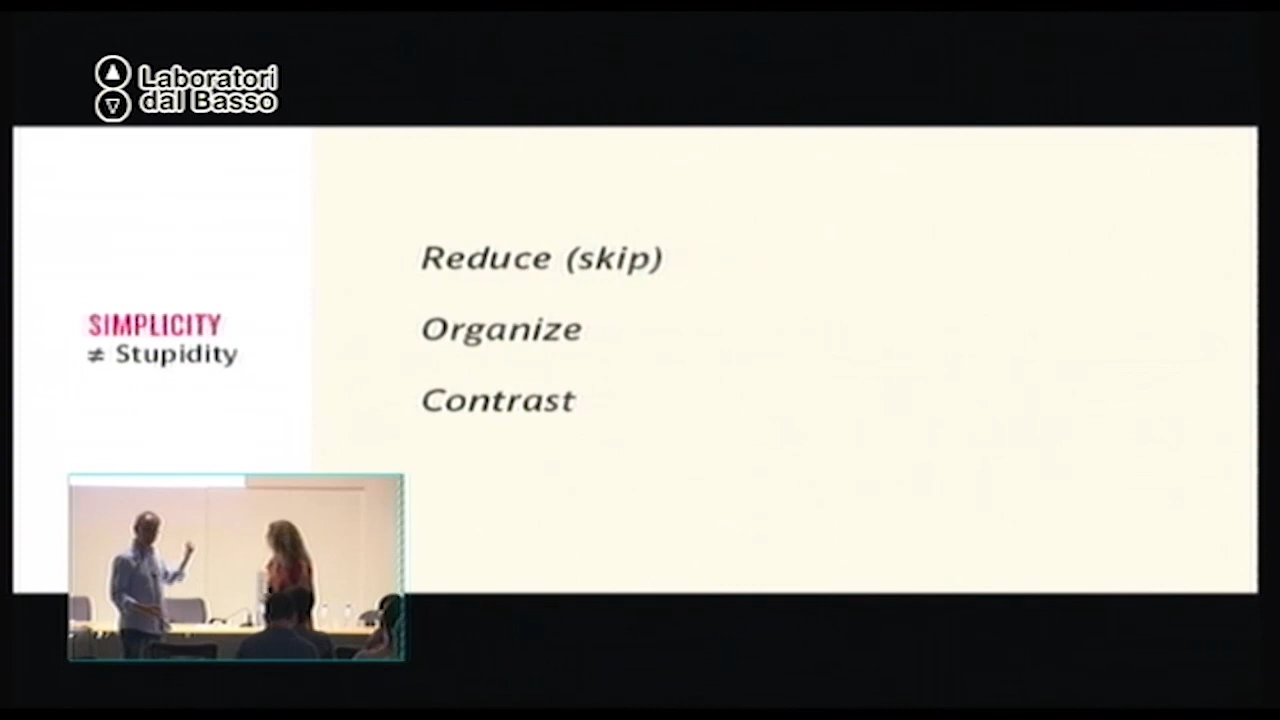 Laboratori
dal Basso
SIMPLICITY
≠ Stupidity
Reduce (skip)
Organize
Contrast